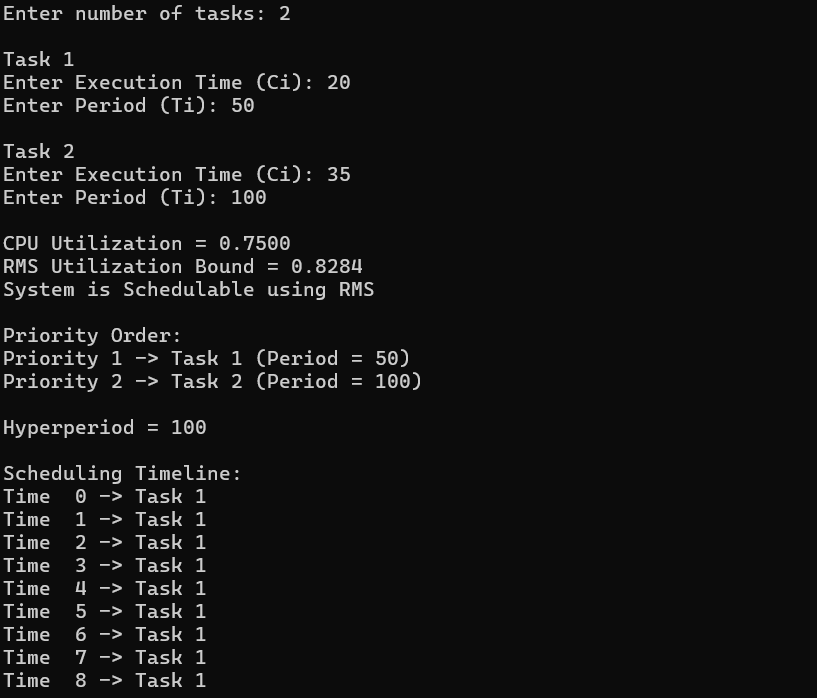 Enter number of tasks: 2
Task 1
Enter Execution Time (Ci): 20
Enter Period (Ti): 50
Task 2
Enter Execution Time (Ci): 35
Enter Period (Ti): 100
CPU Utilization = 0.7500
RMS Utilization Bound = 0.8284
System is Schedulable using RMS
Priority Order:
Priority 1 -> Task 1 (Period = 50)
Priority 2 -> Task 2 (Period = 100)
Hyperperiod = 100
Scheduling Timeline:
Time  0 -> Task 1
Time  1 -> Task 1
Time  2 -> Task 1
Time  3 -> Task 1
Time  4 -> Task 1
Time  5 -> Task 1
Time  6 -> Task 1
Time  7 -> Task 1
Time  8 -> Task 1